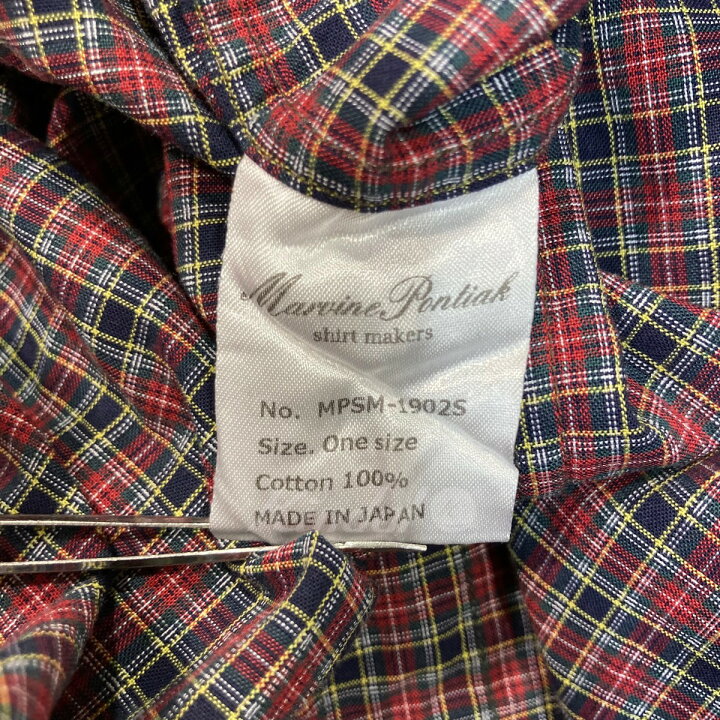 Marvine Pontiak
shirt makers
No. MPSM-1902S
Size. One size
Cotton 100%
MADE IN JAPAN